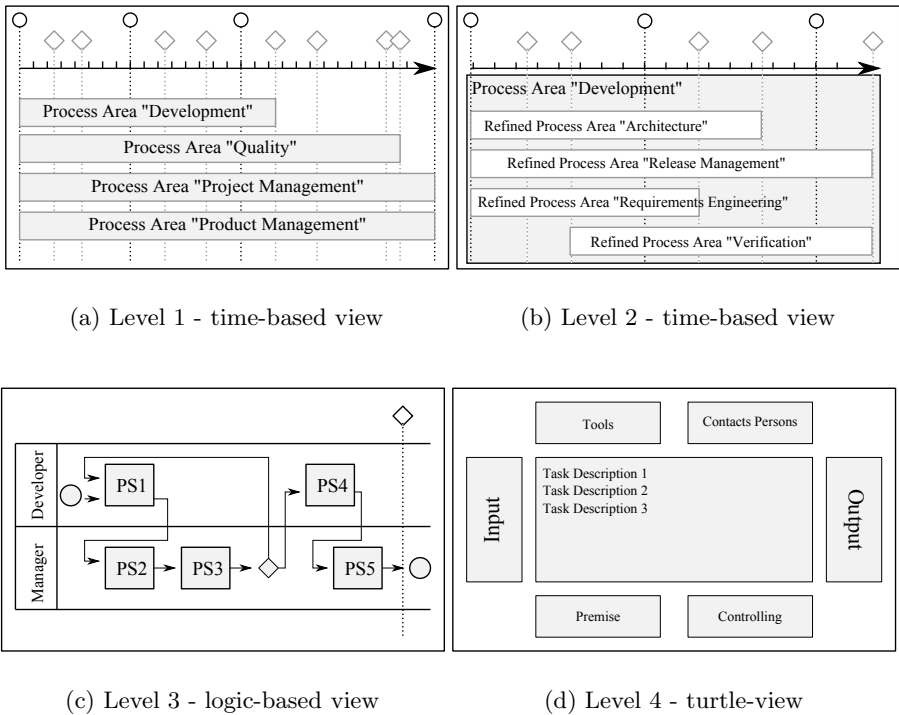 Process Area "Development"
Process Area "Quality"
Process Area "Project Management"
Process Area "Product Management"
(a) Level 1 - time-based view
Process Area "Development"
Refined Process Area "Architecture"
Refined Process Area "Release Management"
Refined Process Area "Requirements Engineering"
Refined Process Area "Verification"
(b) Level 2 - time-based view
Developer
PS1
PS4
Manager
PS2
PS3
PS5
(c) Level 3 - logic-based view
Tools
Contacts Persons
Input
Task Description 1
Task Description 2
Task Description 3
Output
Premise
Controlling
(d) Level 4 - turtle-view